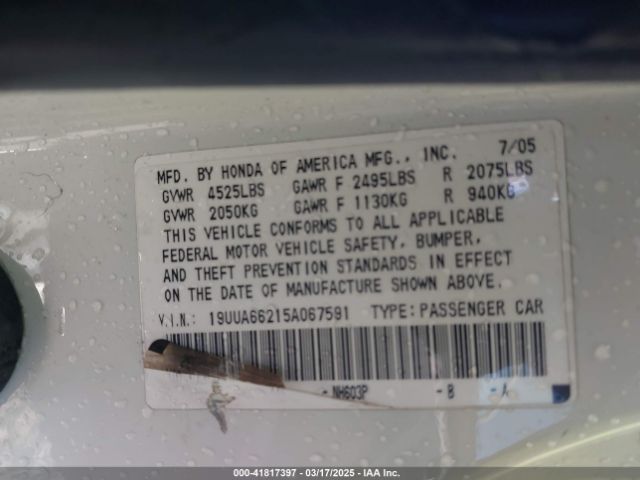 MFD. BY HONDA OF AMERICA MFG., INC. 7/05
GVWR 4525LBS GAWR F 2495LBS R 2075LBS
GVWR 2050KG GAWR F 1130KG R 940KG
THIS VEHICLE CONFORMS TO ALL APPLICABLE
FEDERAL MOTOR VEHICLE SAFETY, BUMPER,
AND THEFT PREVENTION STANDARDS IN EFFECT
ON THE DATE OF MANUFACTURE SHOWN ABOVE.
V.I.N.: 19UUA66215A067591 TYPE: PASSENGER CAR
- NH603P - B - A
000-41817397 - 03/17/2025 - IAA Inc.